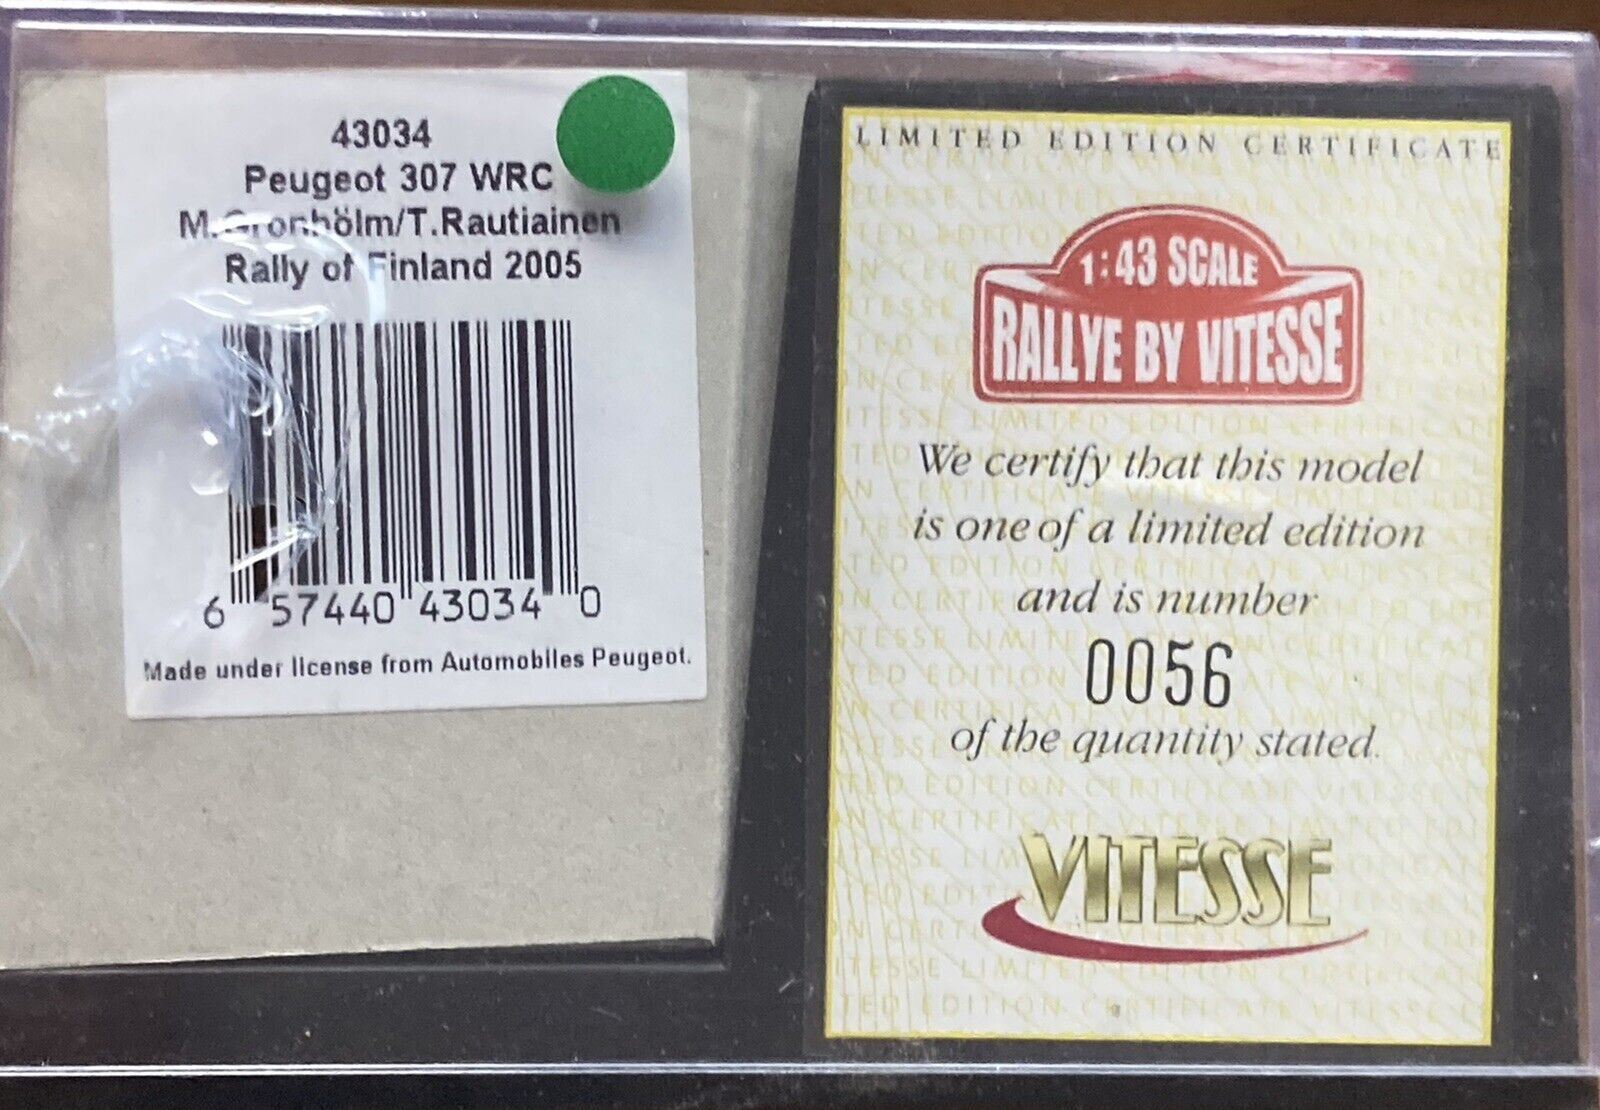 43034
Peugeot 307 WRC
M.Gronhölm/T.Rautiainen
Rally of Finland 2005
6 57440 43034 0
Made under license from Automobiles Peugeot.
LIMITED EDITION CERTIFICATE
1:43 SCALE
RALLYE BY VITESSE
We certify that this model
is one of a limited edition
and is number
0056
of the quantity stated.
VITESSE